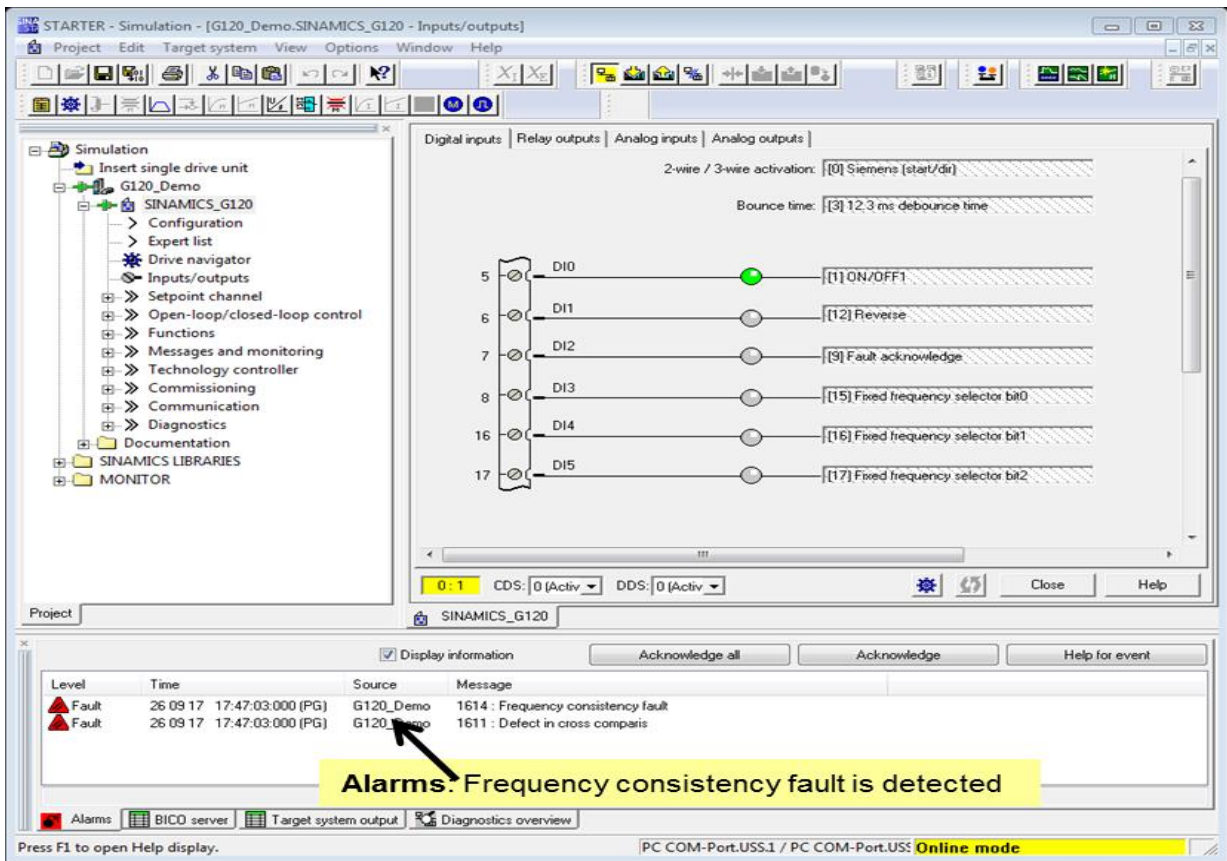 STARTER - Simulation - [G120_Demo.SINAMICS_G120 - Inputs/outputs]
Project Edit Target system View Options Window Help
Simulation
Insert single drive unit
G120_Demo
SINAMICS_G120
Configuration
Expert list
Drive navigator
Inputs/outputs
Setpoint channel
Open-loop/closed-loop control
Functions
Messages and monitoring
Technology controller
Commissioning
Communication
Diagnostics
Documentation
SINAMICS LIBRARIES
MONITOR
Project
Digital inputs Relay outputs Analog inputs Analog outputs
2-wire / 3-wire activation: [0] Siemens (start/dir)
Bounce time: [3] 12.3 ms debounce time
5 DI0 [1] ON/OFF1
6 DI1 [12] Reverse
7 DI2 [9] Fault acknowledge
8 DI3 [15] Fixed frequency selector bit0
16 DI4 [16] Fixed frequency selector bit1
17 DI5 [17] Fixed frequency selector bit2
0 : 1 CDS: 0 (Activ DDS: 0 (Activ Close Help
SINAMICS_G120
Display information Acknowledge all Acknowledge Help for event
Level Time Source Message
Fault 26 09 17 17:47:03:000 (PG) G120_Demo 1614 : Frequency consistency fault
Fault 26 09 17 17:47:03:000 (PG) G120_Demo 1611 : Defect in cross comparis
Alarms: Frequency consistency fault is detected
Alarms BICO server Target system output Diagnostics overview
Press F1 to open Help display. PC COM-Port.USS.1 / PC COM-Port.USS Online mode